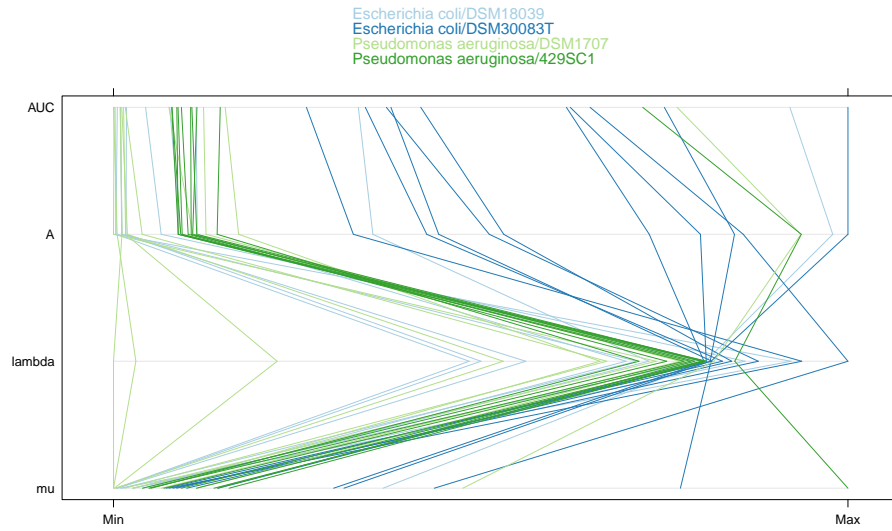 Escherichia coli/DSM18039
Escherichia coli/DSM30083T
Pseudomonas aeruginosa/DSM1707
Pseudomonas aeruginosa/429SC1
AUC
A
lambda
mu
Min
Max